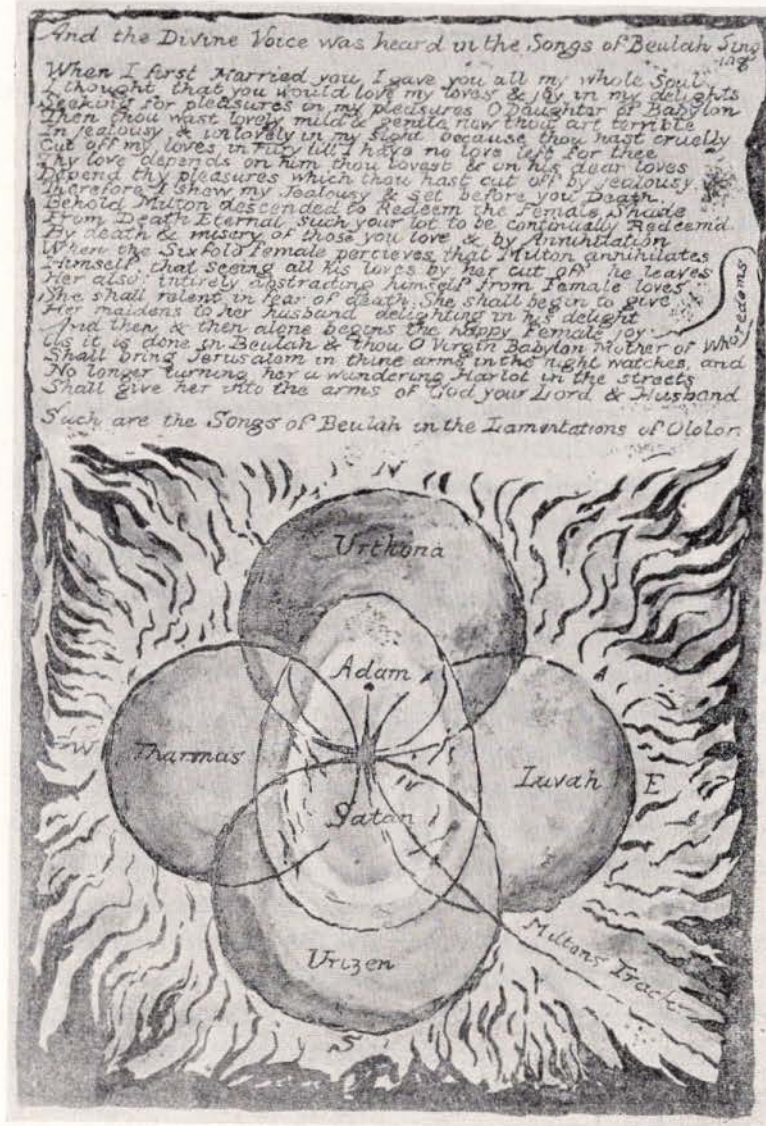 And the Divine Voice was heard in the Songs of Beulah Sing
ing
When I first Married you, I gave you all my whole Soul
I thought that you would love my loves & joy in my delights
Seeking for pleasures in my pleasures O Daughter of Babylon
Then thou wast lovely, mild & gentle, now thou art terrible
In jealousy & unlovely in my sight, because thou hast cruelly
Cut off my loves in fury till I have no love left for thee
Thy love depends on him thou lovest & on his dear loves
Depend thy pleasures which thou hast cut off by jealousy
Therefore I shew my Jealousy & set before you Death.
Behold Milton descended to Redeem the Female Shade
From Death Eternal; such your lot, to be continually Redeem'd
By death & misery of those you love & by Annihilation
When the Sixfold Female percieves that Milton annihilates
Himself: that seeing all his loves by her cut off: he leaves
Her also: intirely abstracting himself from Female loves
She shall relent in fear of death: She shall begin to give
Her maidens to her husband: delighting in his delight
And then & then alone begins the happy Female joy
As it is done in Beulah, & thou O Virgin Babylon Mother of Wh
oredoms
Shall bring Jerusalem in thine arms in the night watches; and
No longer turning her a wandering Harlot in the streets
Shall give her into the arms of God your Lord & Husband.
Such are the Songs of Beulah in the Lamentations of Ololon
N
Urthona
Adam
W
Tharmas
Luvah
E
Satan
Urizen
Miltons Track
S